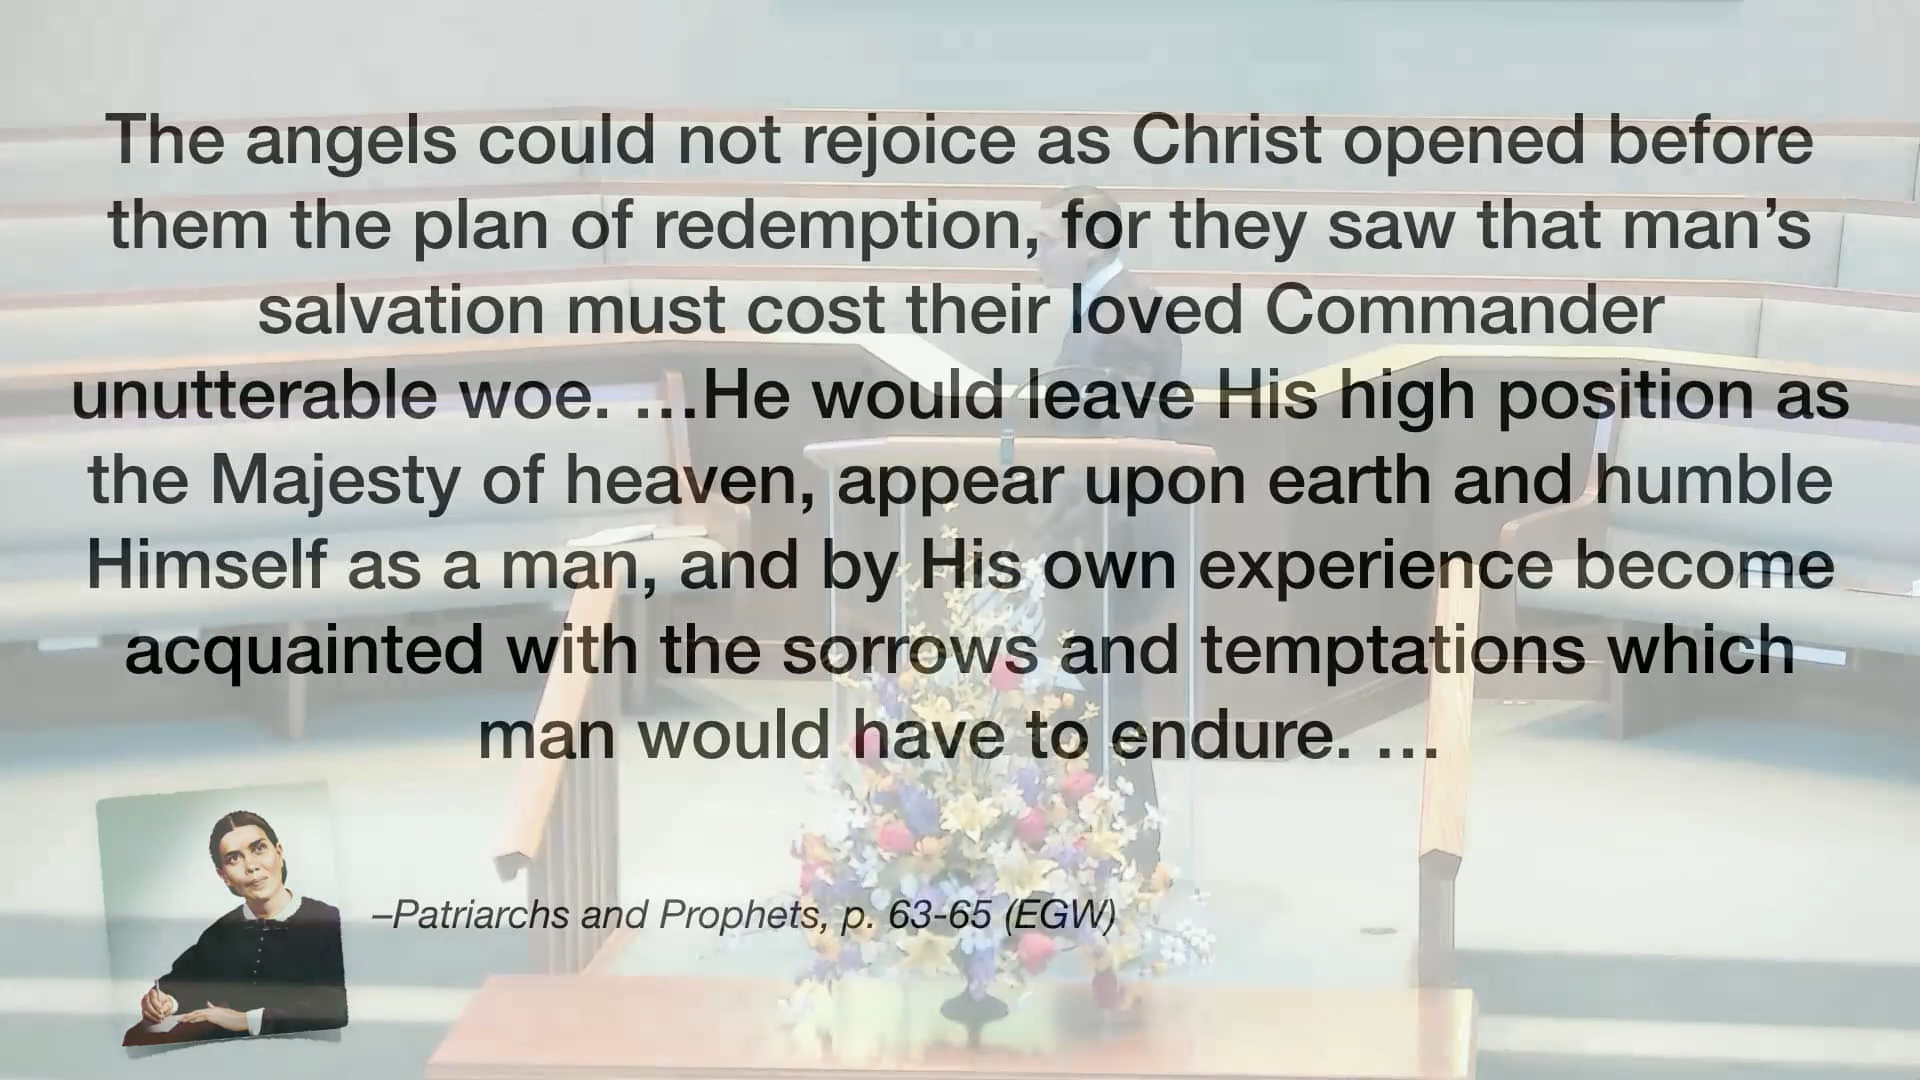 The angels could not rejoice as Christ opened before
them the plan of redemption, for they saw that man’s
salvation must cost their loved Commander
unutterable woe. …He would leave His high position as
the Majesty of heaven, appear upon earth and humble
Himself as a man, and by His own experience become
acquainted with the sorrows and temptations which
man would have to endure. …
–Patriarchs and Prophets, p. 63-65 (EGW)